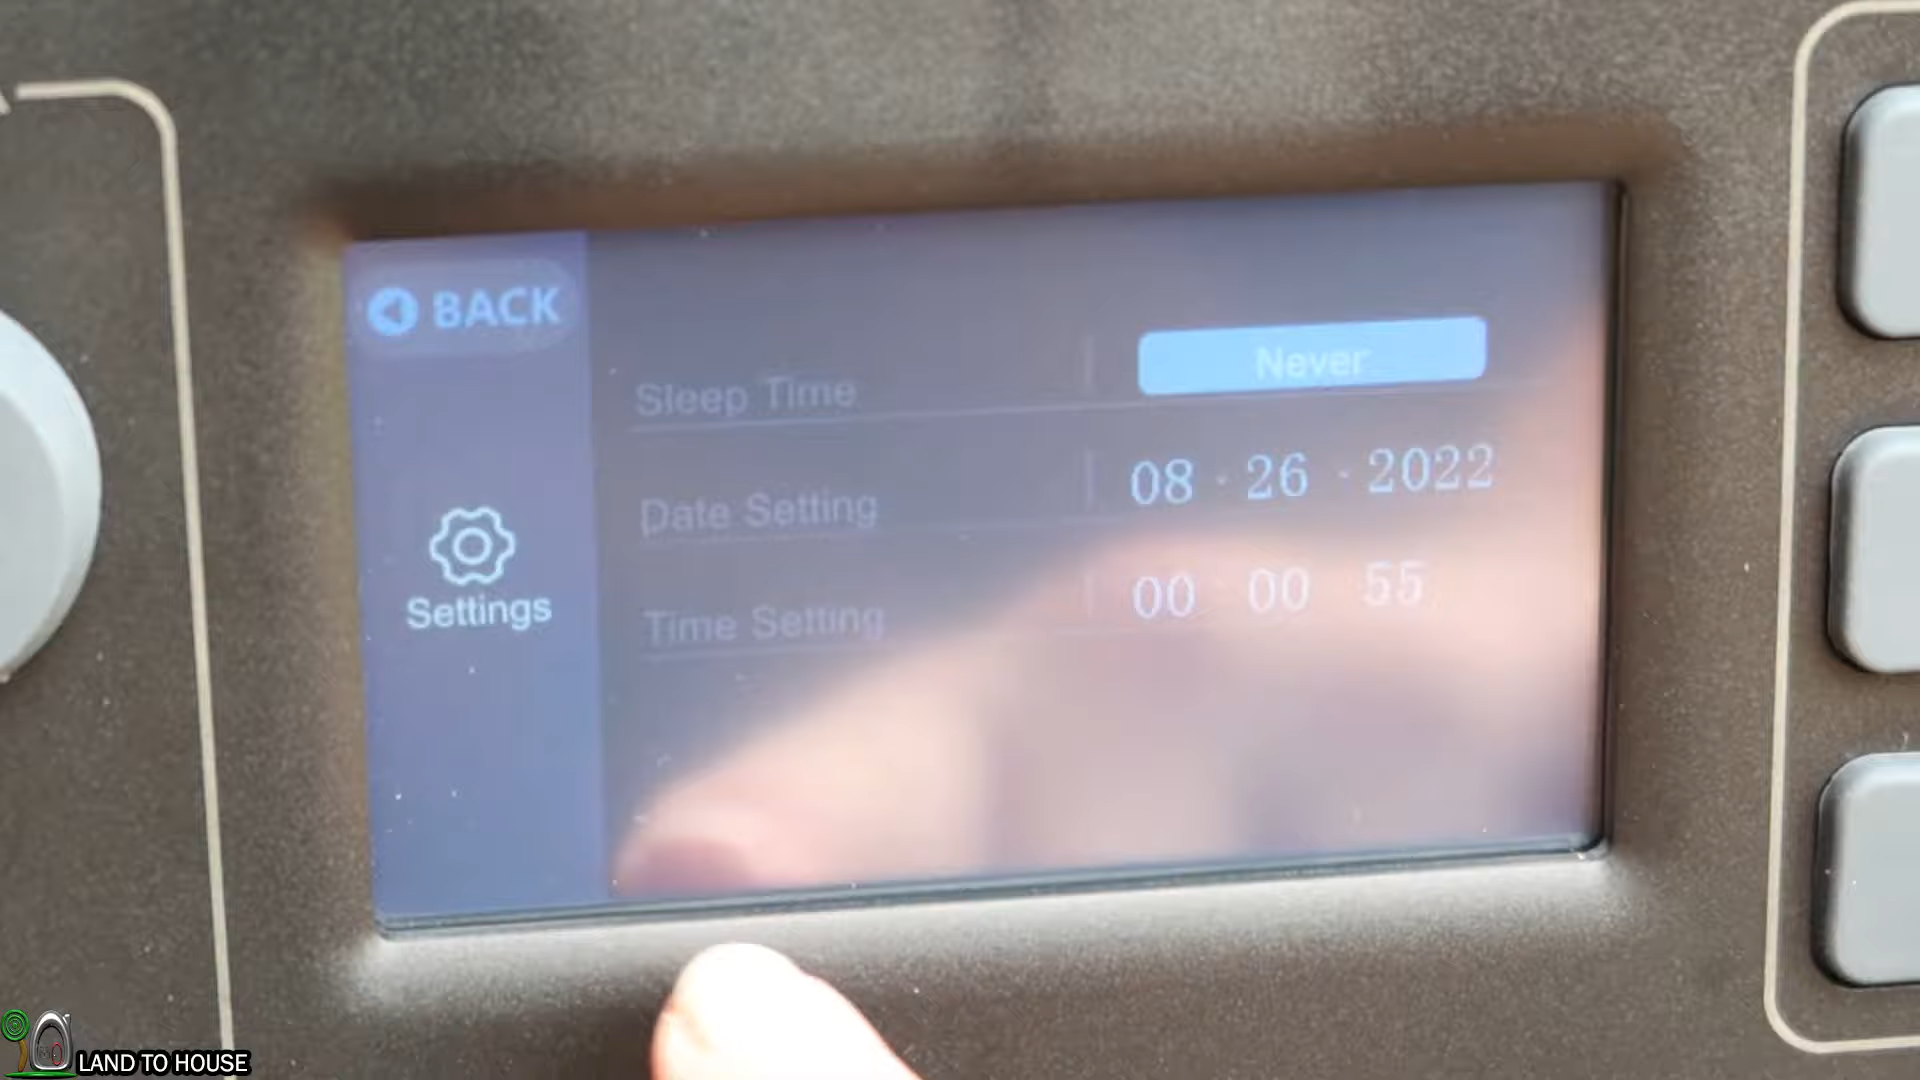 BACK
Sleep Time Never
Date Setting 08 · 26 · 2022
Time Setting 00 00 55
Settings
LAND TO HOUSE